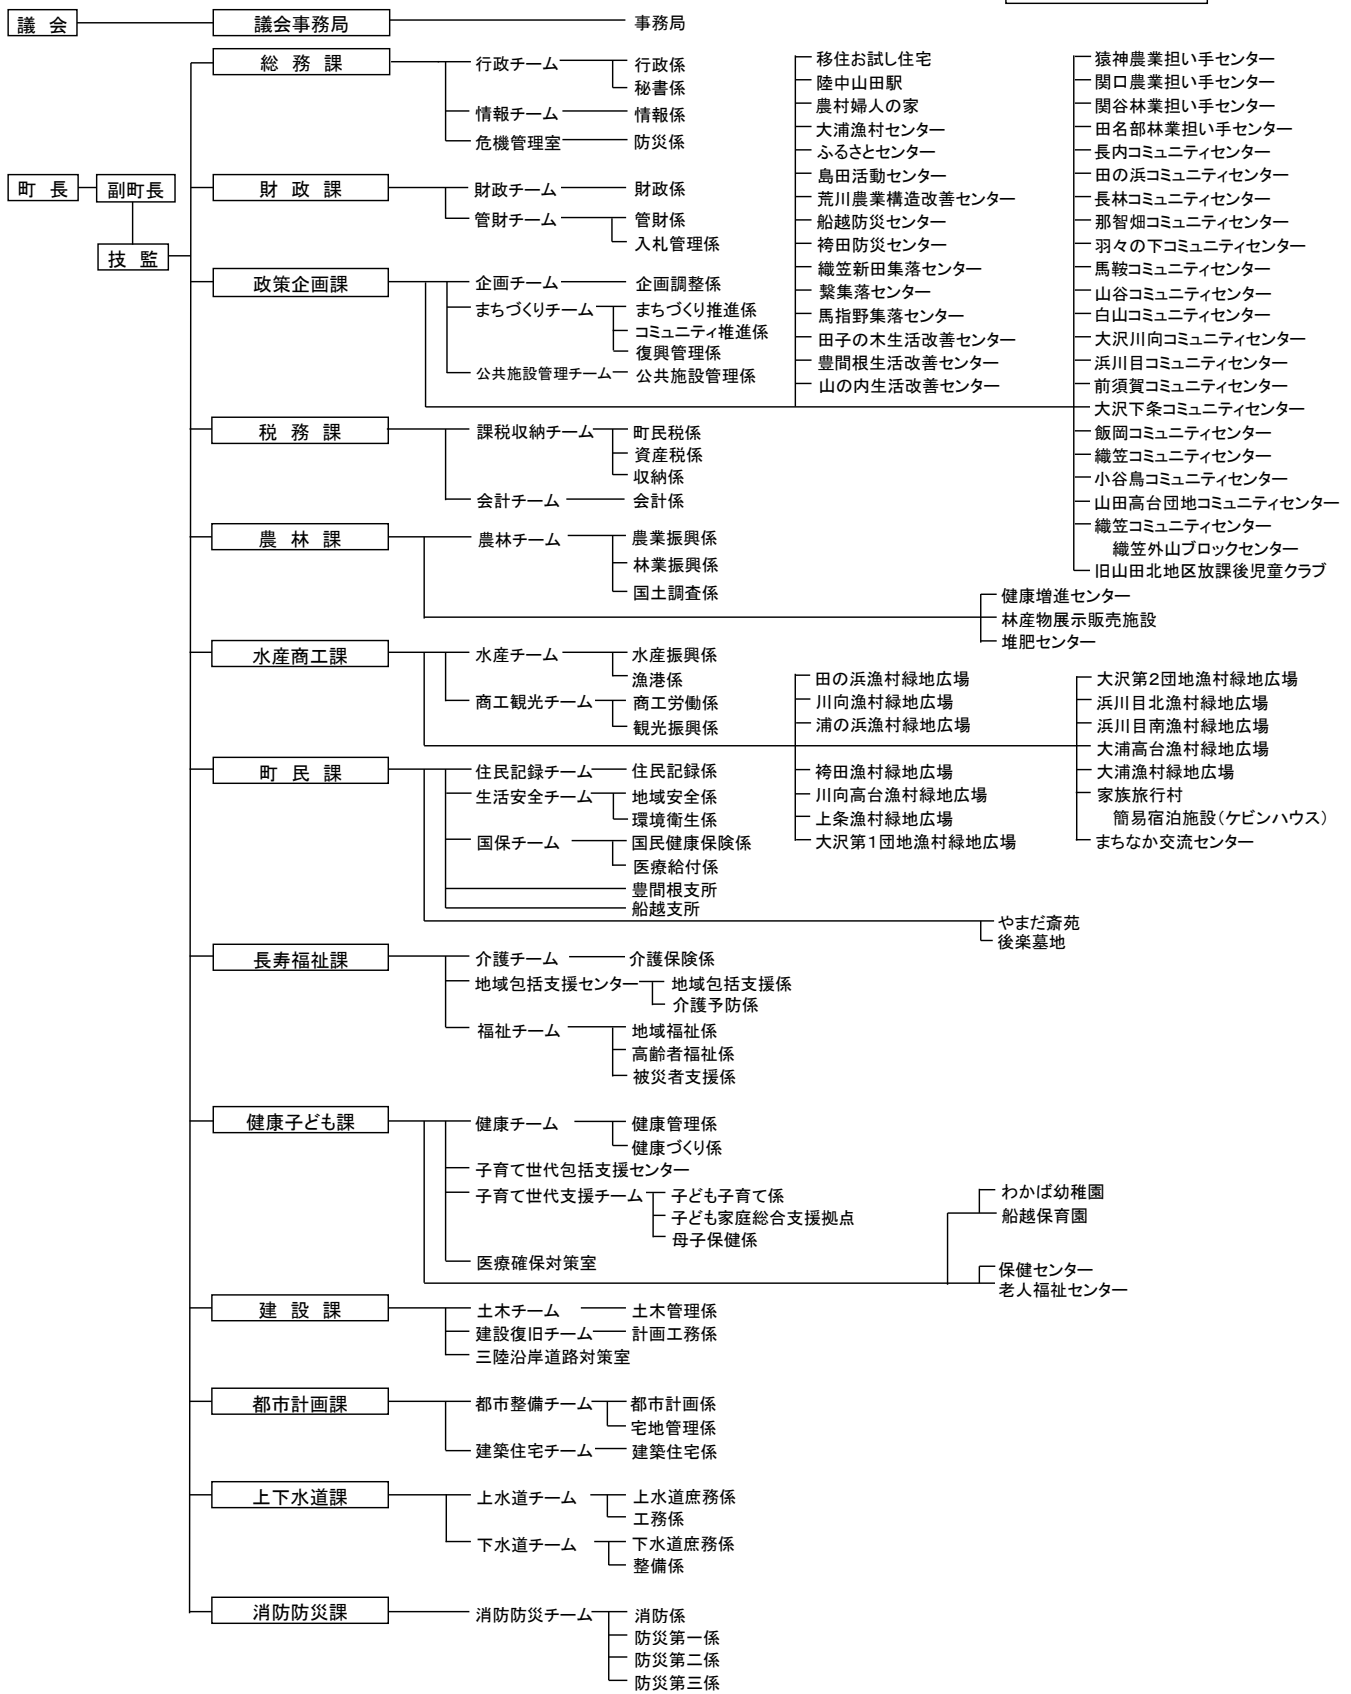 議 会
議会事務局
事務局
町 長
副町長
技 監
総 務 課
行政チーム
行政係
秘書係
情報チーム
情報係
危機管理室
防災係
財 政 課
財政チーム
財政係
管財チーム
管財係
入札管理係
政策企画課
企画チーム
企画調整係
まちづくりチーム
まちづくり推進係
コミュニティ推進係
復興管理係
公共施設管理チーム
公共施設管理係
移住お試し住宅
陸中山田駅
農村婦人の家
大浦漁村センター
ふるさとセンター
島田活動センター
荒川農業構造改善センター
船越防災センター
袴田防災センター
織笠新田集落センター
繋集落センター
馬指野集落センター
田子の木生活改善センター
豊間根生活改善センター
山の内生活改善センター
猿神農業担い手センター
関口農業担い手センター
関谷林業担い手センター
田名部林業担い手センター
長内コミュニティセンター
田の浜コミュニティセンター
長林コミュニティセンター
那智畑コミュニティセンター
羽々の下コミュニティセンター
馬鞍コミュニティセンター
山谷コミュニティセンター
白山コミュニティセンター
大沢川向コミュニティセンター
浜川目コミュニティセンター
前須賀コミュニティセンター
大沢下条コミュニティセンター
飯岡コミュニティセンター
織笠コミュニティセンター
小谷鳥コミュニティセンター
山田高台団地コミュニティセンター
織笠コミュニティセンター
織笠外山ブロックセンター
旧山田北地区放課後児童クラブ
税 務 課
課税収納チーム
町民税係
資産税係
収納係
会計チーム
会計係
農 林 課
農林チーム
農業振興係
林業振興係
国土調査係
健康増進センター
林産物展示販売施設
堆肥センター
水産商工課
水産チーム
水産振興係
漁港係
商工観光チーム
商工労働係
観光振興係
田の浜漁村緑地広場
川向漁村緑地広場
浦の浜漁村緑地広場
袴田漁村緑地広場
川向高台漁村緑地広場
上条漁村緑地広場
大沢第1団地漁村緑地広場
大沢第2団地漁村緑地広場
浜川目北漁村緑地広場
浜川目南漁村緑地広場
大浦高台漁村緑地広場
大浦漁村緑地広場
家族旅行村
簡易宿泊施設(ケビンハウス)
まちなか交流センター
町 民 課
住民記録チーム
住民記録係
生活安全チーム
地域安全係
環境衛生係
国保チーム
国民健康保険係
医療給付係
豊間根支所
船越支所
やまだ斎苑
後楽墓地
長寿福祉課
介護チーム
介護保険係
地域包括支援センター
地域包括支援係
介護予防係
福祉チーム
地域福祉係
高齢者福祉係
被災者支援係
健康子ども課
健康チーム
健康管理係
健康づくり係
子育て世代包括支援センター
子育て世代支援チーム
子ども子育て係
子ども家庭総合支援拠点
母子保健係
医療確保対策室
わかば幼稚園
船越保育園
保健センター
老人福祉センター
建 設 課
土木チーム
土木管理係
建設復旧チーム
計画工務係
三陸沿岸道路対策室
都市計画課
都市整備チーム
都市計画係
宅地管理係
建築住宅チーム
建築住宅係
上下水道課
上水道チーム
上水道庶務係
工務係
下水道チーム
下水道庶務係
整備係
消防防災課
消防防災チーム
消防係
防災第一係
防災第二係
防災第三係